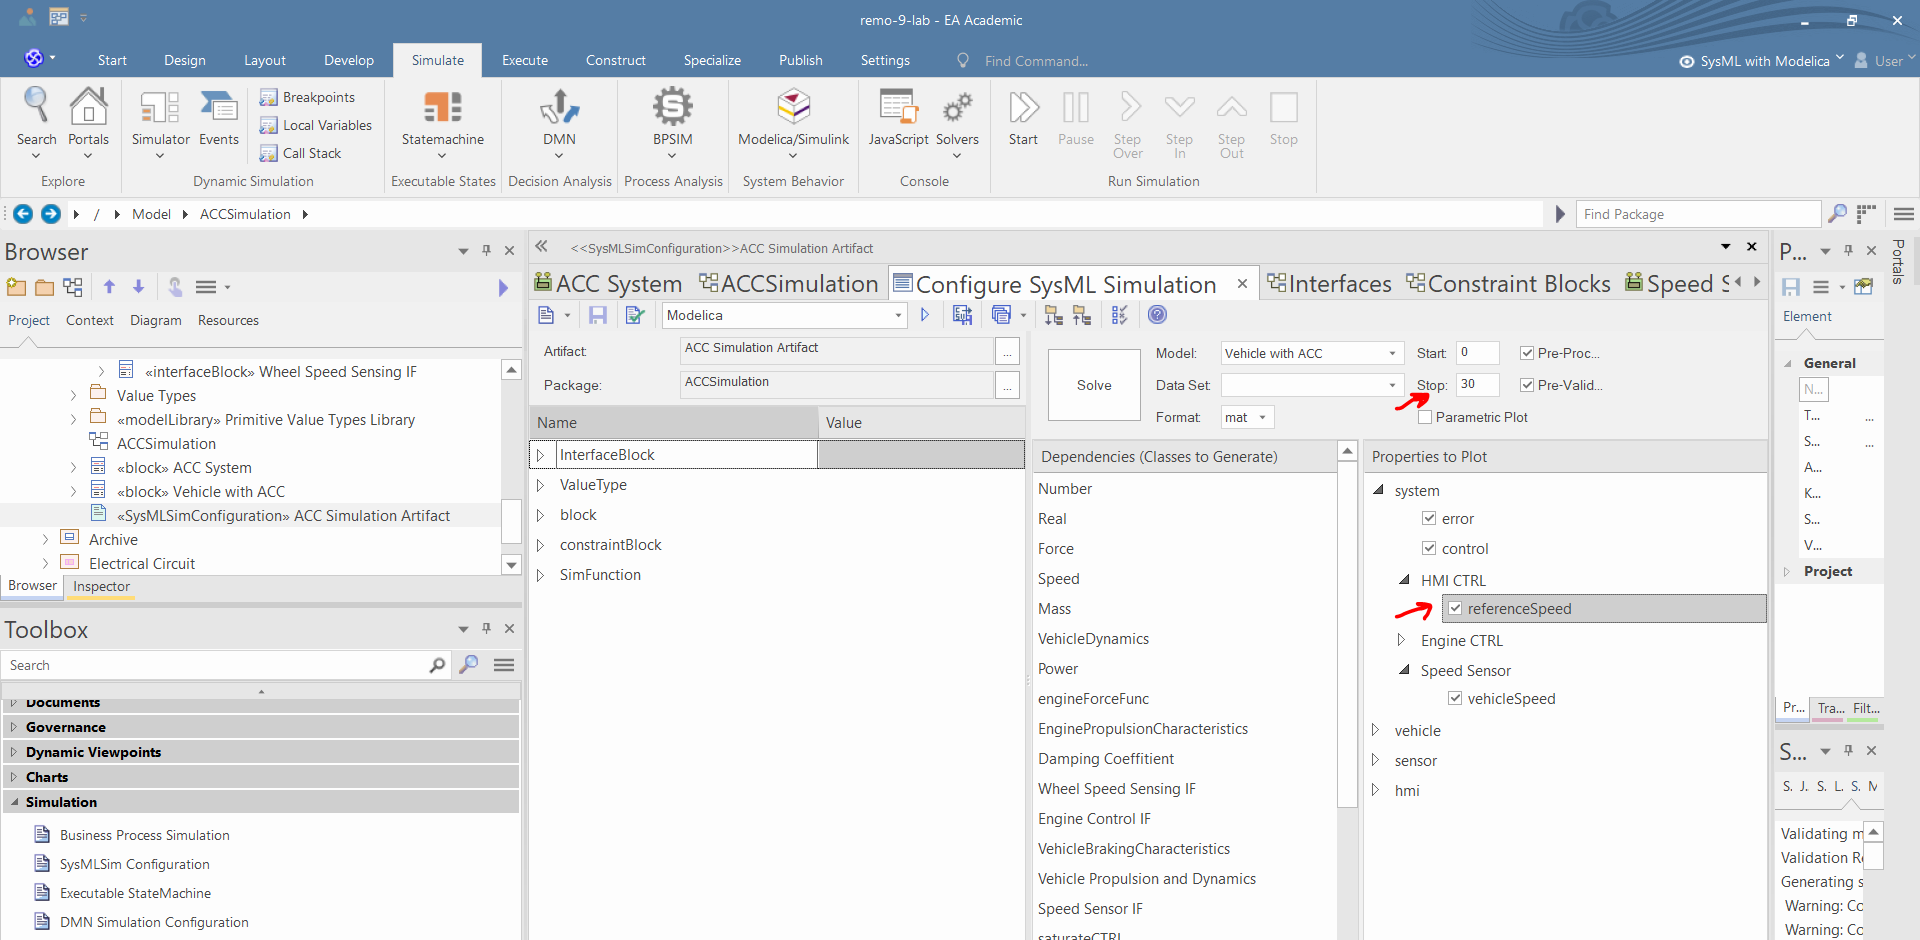 remo-9-lab - EA Academic
Start Design Layout Develop Simulate Execute Construct Specialize Publish Settings Find Command... SysML with Modelica User
Search Portals Simulator Events Breakpoints Local Variables Call Stack Statemachine DMN BPSIM Modelica/Simulink JavaScript Solvers Start Pause Step Over Step In Step Out Stop
Explore Dynamic Simulation Executable States Decision Analysis Process Analysis System Behavior Console Run Simulation
/ Model ACCSimulation Find Package
Browser
Project Context Diagram Resources
«interfaceBlock» Wheel Speed Sensing IF
Value Types
«modelLibrary» Primitive Value Types Library
ACCSimulation
«block» ACC System
«block» Vehicle with ACC
«SysMLSimConfiguration» ACC Simulation Artifact
Archive
Electrical Circuit
Browser Inspector
Toolbox
Search
Documents
Governance
Dynamic Viewpoints
Charts
Simulation
Business Process Simulation
SysMLSim Configuration
Executable StateMachine
DMN Simulation Configuration
<<SysMLSimConfiguration>>ACC Simulation Artifact
ACC System ACCSimulation Configure SysML Simulation Interfaces Constraint Blocks Speed S
Modelica
Artifact: ACC Simulation Artifact ...
Package: ACCSimulation ...
Name Value
InterfaceBlock
ValueType
block
constraintBlock
SimFunction
Solve
Model: Vehicle with ACC Start: 0 Pre-Proc...
Data Set: Stop: 30 Pre-Valid...
Format: mat Parametric Plot
Dependencies (Classes to Generate)
Number
Real
Force
Speed
Mass
VehicleDynamics
Power
engineForceFunc
EnginePropulsionCharacteristics
Damping Coeffitient
Wheel Speed Sensing IF
Engine Control IF
VehicleBrakingCharacteristics
Vehicle Propulsion and Dynamics
Speed Sensor IF
saturateCTRL
Properties to Plot
system
error
control
HMI CTRL
referenceSpeed
Engine CTRL
Speed Sensor
vehicleSpeed
vehicle
sensor
hmi
P... Portals
Element
General
N...
T... ...
S... ...
A...
K...
S...
V...
Project
Pr... Tra... Filt...
S...
S. J. S. L. S. M
Validating m
Validation R
Generating s
Warning: Co
Warning: Co